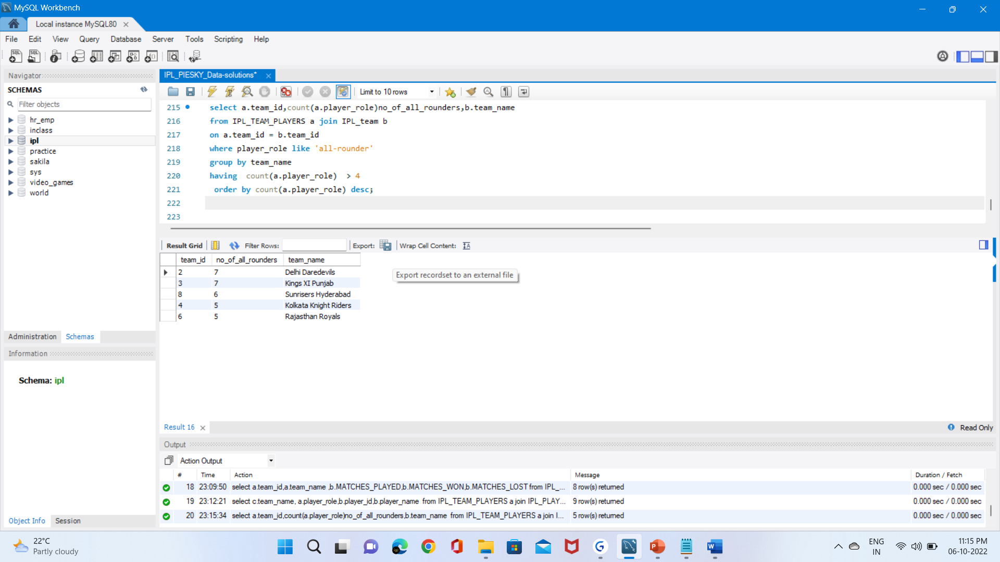 MySQL Workbench
Local instance MySQL80
File Edit View Query Database Server Tools Scripting Help
Navigator
SCHEMAS
Filter objects
hr_emp
inclass
ipl
practice
sakila
sys
video_games
world
Administration Schemas
Information
Schema: ipl
Object Info Session
IPL_PIESKY_Data-solutions*
Limit to 10 rows
215 select a.team_id,count(a.player_role)no_of_all_rounders,b.team_name
216 from IPL_TEAM_PLAYERS a join IPL_team b
217 on a.team_id = b.team_id
218 where player_role like 'all-rounder'
219 group by team_name
220 having  count(a.player_role)  > 4
221  order by count(a.player_role) desc;
222
223
Result Grid Filter Rows: Export: Wrap Cell Content:
team_id no_of_all_rounders team_name
2 7 Delhi Daredevils
3 7 Kings XI Punjab
8 6 Sunrisers Hyderabad
4 5 Kolkata Knight Riders
6 5 Rajasthan Royals
Export recordset to an external file
Result 16 Read Only
Output
Action Output
# Time Action Message Duration / Fetch
18 23:09:50 select a.team_id,a.team_name ,b.MATCHES_PLAYED,b.MATCHES_WON,b.MATCHES_LOST from IPL_... 8 row(s) returned 0.000 sec / 0.000 sec
19 23:12:21 select c.team_name, a.player_role,b.player_id,b.player_name from IPL_TEAM_PLAYERS a join IPL_PLAY... 9 row(s) returned 0.000 sec / 0.000 sec
20 23:15:34 select a.team_id,count(a.player_role)no_of_all_rounders,b.team_name from IPL_TEAM_PLAYERS a join I... 5 row(s) returned 0.000 sec / 0.000 sec
22°C
Partly cloudy
ENG
IN
11:15 PM
06-10-2022